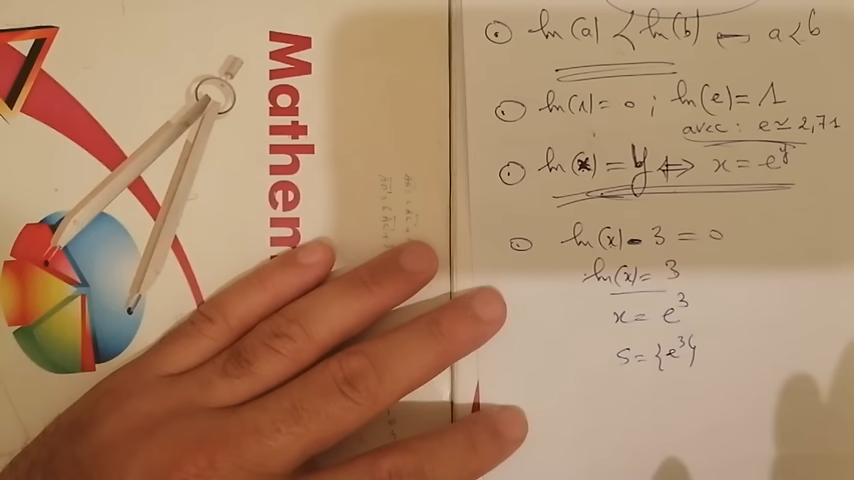 Mathem
ln(a) < ln(b) ⟷ a < b
ln(1) = 0 ; ln(e) = 1
avec : e ≃ 2,71
ln(x) = y ⟷ x = e^y
ln(x) - 3 = 0
ln(x) = 3
x = e^3
S = {e^3}